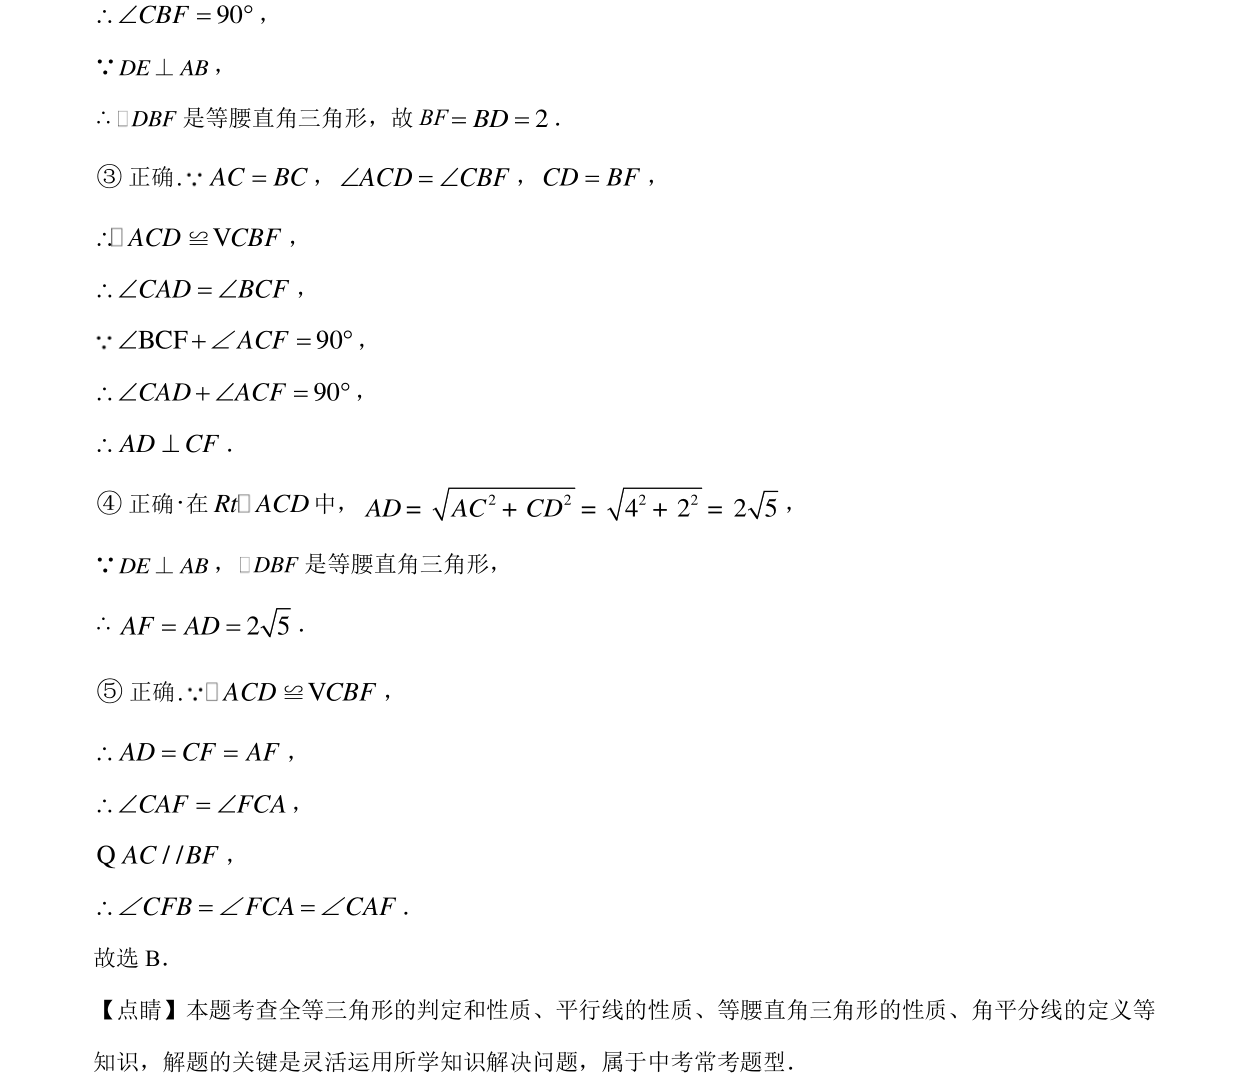 ∴∠CBF=90°，
∵DE⊥AB，
∴□DBF 是等腰直角三角形，故 BF=BD=2．
③ 正确.∵AC=BC，∠ACD=∠CBF，CD=BF，
∴□ACD≌VCBF，
∴∠CAD=∠BCF，
∵∠BCF+∠ACF=90°，
∴∠CAD+∠ACF=90°，
∴AD⊥CF．
④ 正确·在 Rt□ACD 中，AD=√(AC²+CD²)=√(4²+2²)=2√5，
∵DE⊥AB，□DBF 是等腰直角三角形，
∴AF=AD=2√5．
⑤ 正确.∵□ACD≌VCBF，
∴AD=CF=AF，
∴∠CAF=∠FCA，
Q AC//BF，
∴∠CFB=∠FCA=∠CAF．
故选 B．
【点睛】本题考查全等三角形的判定和性质、平行线的性质、等腰直角三角形的性质、角平分线的定义等
知识，解题的关键是灵活运用所学知识解决问题，属于中考常考题型．